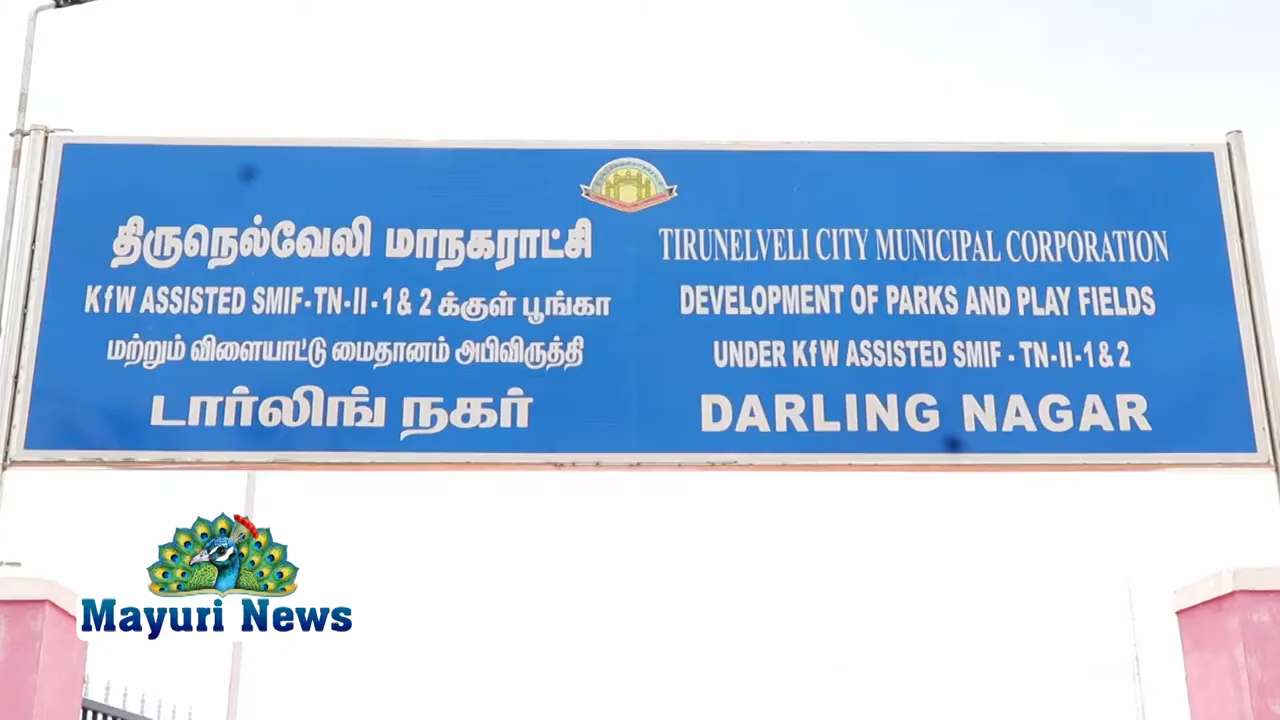 திருநெல்வேலி மாநகராட்சி
KfW ASSISTED SMIF-TN-II-1 & 2 க்குள் பூங்கா
மற்றும் விளையாட்டு மைதானம் அபிவிருத்தி
டார்லிங் நகர்
TIRUNELVELI CITY MUNICIPAL CORPORATION
DEVELOPMENT OF PARKS AND PLAY FIELDS
UNDER KfW ASSISTED SMIF - TN-II-1 & 2
DARLING NAGAR
Mayuri News